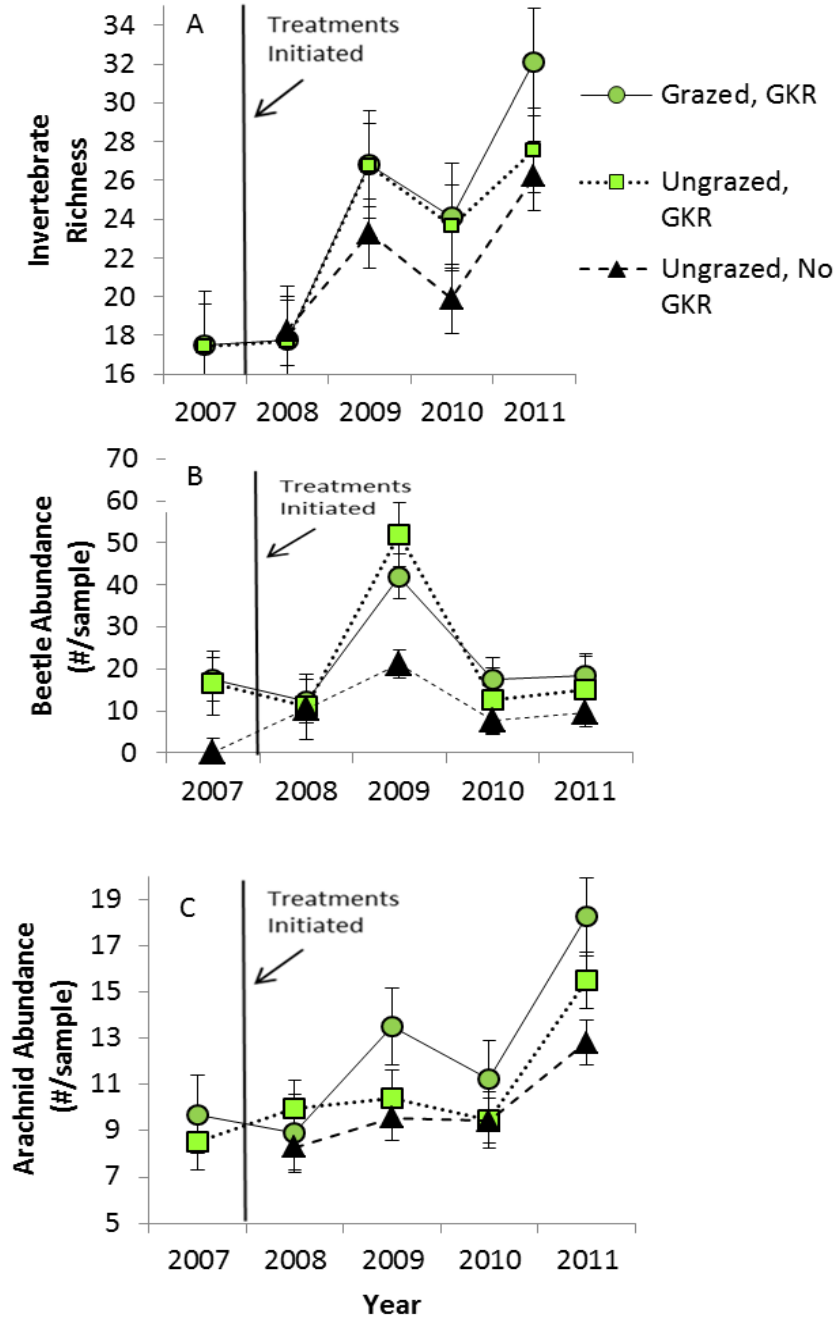 A
Treatments
Initiated
Invertebrate
Richness
34
32
30
28
26
24
22
20
18
16
2007 2008 2009 2010 2011
Grazed, GKR
Ungrazed,
GKR
Ungrazed, No
GKR
B
Treatments
Initiated
Beetle Abundance
(#/sample)
70
60
50
40
30
20
10
0
2007 2008 2009 2010 2011
C
Treatments
Initiated
Arachnid Abundance
(#/sample)
19
17
15
13
11
9
7
5
2007 2008 2009 2010 2011
Year